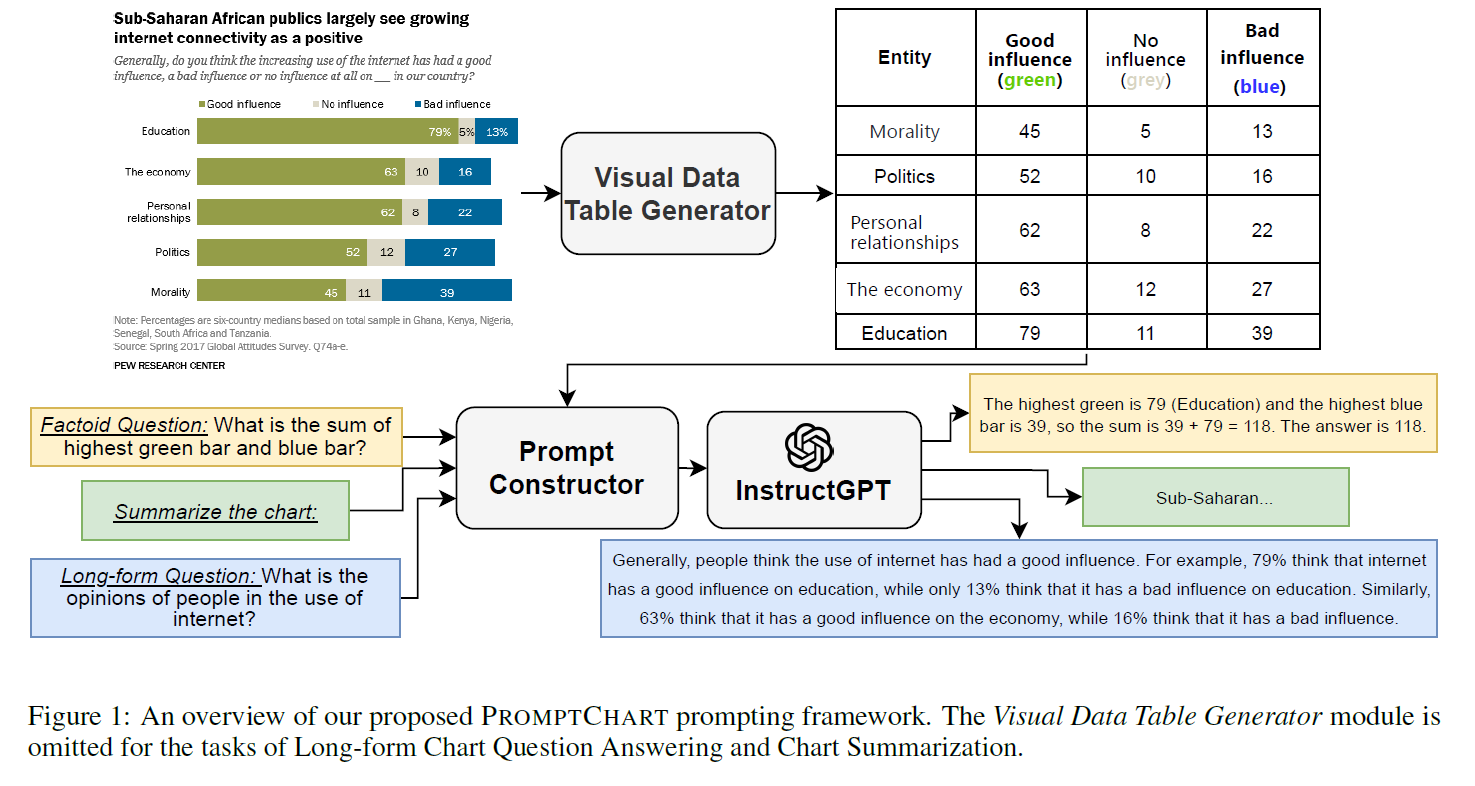 Sub-Saharan African publics largely see growing
internet connectivity as a positive
Generally, do you think the increasing use of the internet has had a good
influence, a bad influence or no influence at all on __ in our country?
Good influence No influence Bad influence
Education 79% 5% 13%
The economy 63 10 16
Personal
relationships 62 8 22
Politics 52 12 27
Morality 45 11 39
Note: Percentages are six-country medians based on total sample in Ghana, Kenya, Nigeria,
Senegal, South Africa and Tanzania.
Source: Spring 2017 Global Attitudes Survey. Q74a-e.
PEW RESEARCH CENTER
Visual Data
Table Generator
Entity Good influence (green) No influence (grey) Bad influence (blue)
Morality 45 5 13
Politics 52 10 16
Personal
relationships 62 8 22
The economy 63 12 27
Education 79 11 39
Factoid Question: What is the sum of
highest green bar and blue bar?
Summarize the chart:
Long-form Question: What is the
opinions of people in the use of
internet?
Prompt
Constructor
InstructGPT
The highest green is 79 (Education) and the highest blue
bar is 39, so the sum is 39 + 79 = 118. The answer is 118.
Sub-Saharan...
Generally, people think the use of internet has had a good influence. For example, 79% think that internet
has a good influence on education, while only 13% think that it has a bad influence on education. Similarly,
63% think that it has a good influence on the economy, while 16% think that it has a bad influence.
Figure 1: An overview of our proposed PROMPTCHART prompting framework. The Visual Data Table Generator module is
omitted for the tasks of Long-form Chart Question Answering and Chart Summarization.